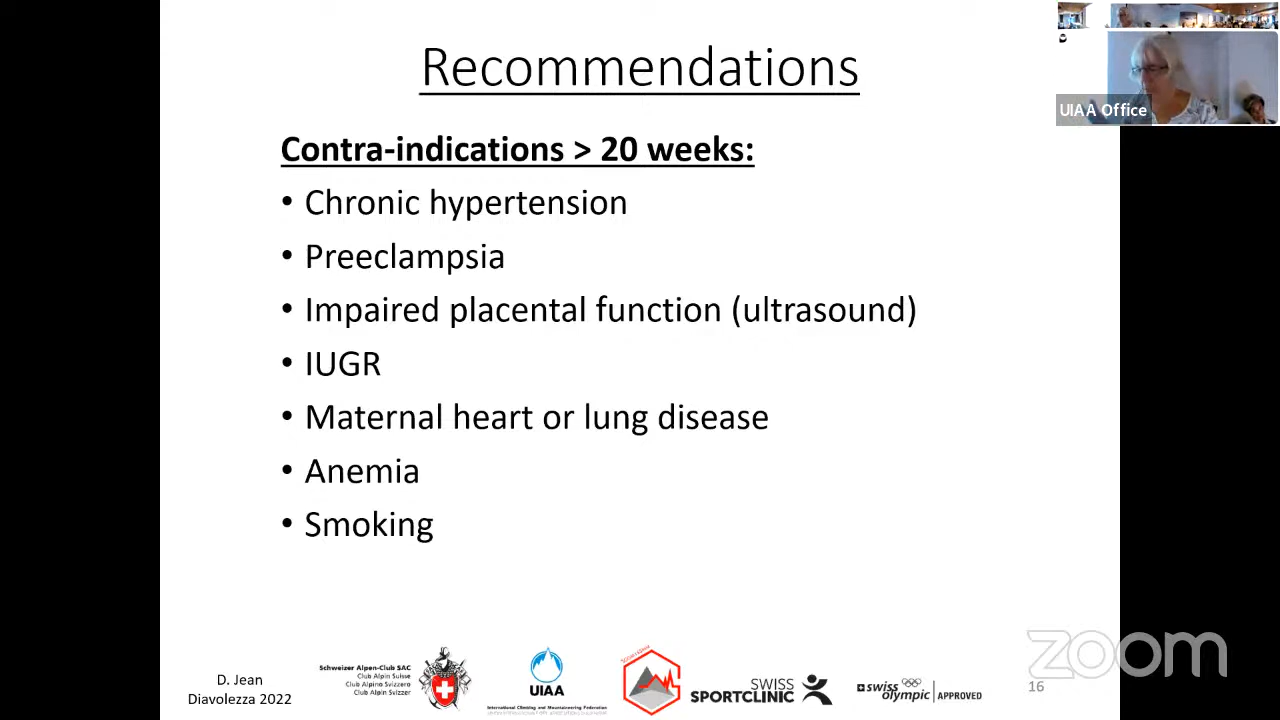 Recommendations
UIAA Office
Contra-indications > 20 weeks:
• Chronic hypertension
• Preeclampsia
• Impaired placental function (ultrasound)
• IUGR
• Maternal heart or lung disease
• Anemia
• Smoking
D. Jean
Diavolezza 2022
Schweizer Alpen-Club SAC
Club Alpin Suisse
Club Alpino Svizzero
Club Alpin Svizzer
UIAA
International Climbing and Mountaineering Federation
SWISS
SPORTCLINIC
swiss olympic | APPROVED
16
zoom